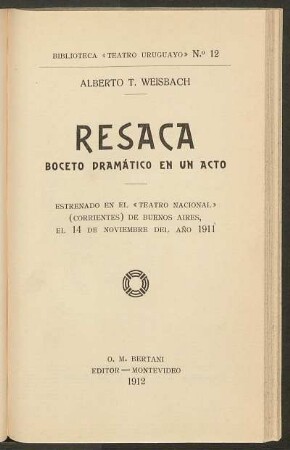 BIBLIOTECA «TEATRO URUGUAYO» N.º 12
ALBERTO T. WEISBACH
RESACA
BOCETO DRAMÁTICO EN UN ACTO
ESTRENADO EN EL «TEATRO NACIONAL»
(CORRIENTES) DE BUENOS AIRES,
EL 14 DE NOVIEMBRE DEL AÑO 1911
O. M. BERTANI
EDITOR—MONTEVIDEO
1912